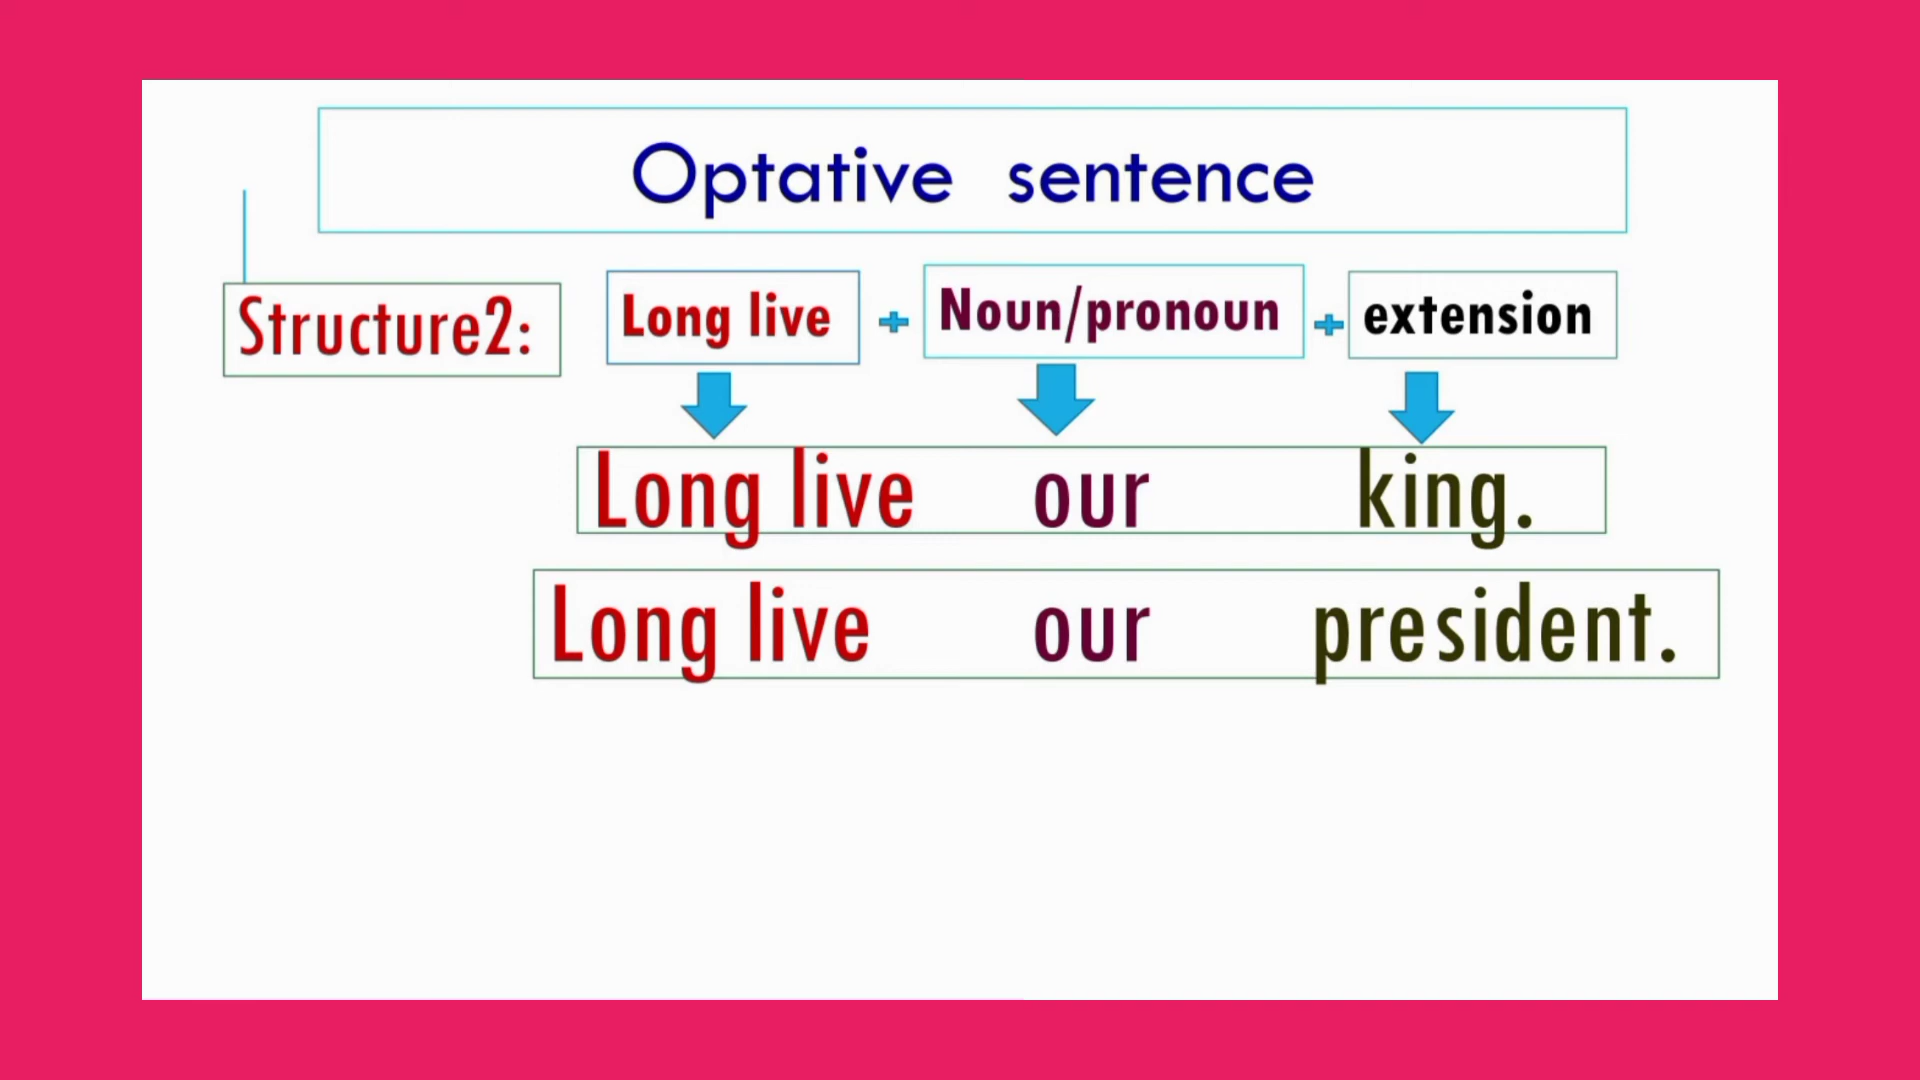 Optative sentence
Structure2: Long live + Noun/pronoun + extension
Long live our king.
Long live our president.